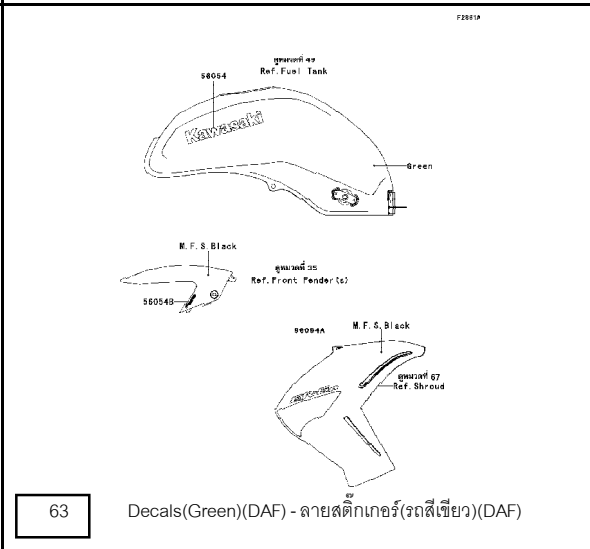 F2861A
ดูหมวดที่ 49
Ref.Fuel Tank
56054
Kawasaki
Green
M.F.S.Black
ดูหมวดที่ 35
Ref.Front Fender(s)
56054B
M.F.S.Black
56054A
ดูหมวดที่ 67
Ref.Shroud
63
Decals(Green)(DAF) - ลายสติ๊กเกอร์(รถสีเขียว)(DAF)